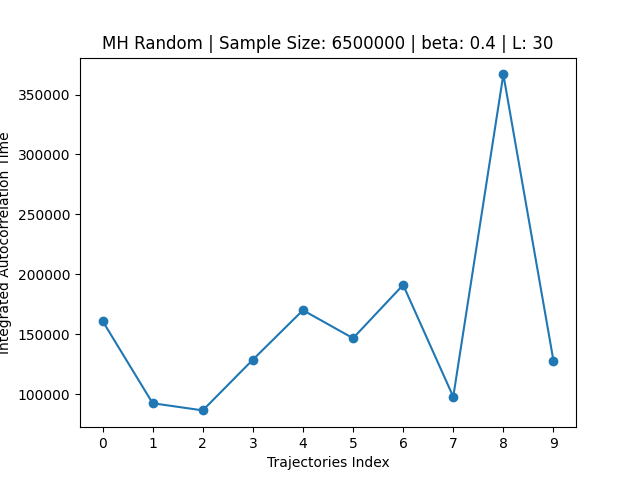 MH Random | Sample Size: 6500000 | beta: 0.4 | L: 30
350000
300000
250000
200000
150000
100000
Integrated Autocorrelation Time
0 1 2 3 4 5 6 7 8 9
Trajectories Index